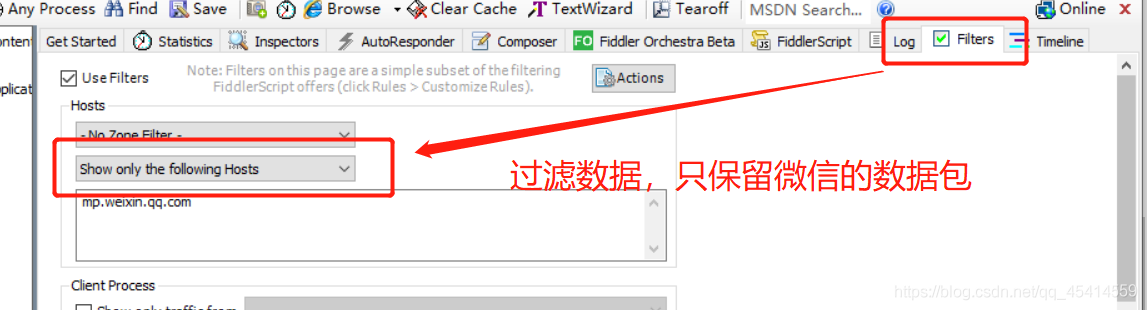 Any Process Find Save Browse Clear Cache TextWizard Tearoff MSDN Search... Online
Get Started Statistics Inspectors AutoResponder Composer FO Fiddler Orchestra Beta FiddlerScript Log Filters Timeline
Use Filters
Note: Filters on this page are a simple subset of the filtering
FiddlerScript offers (click Rules > Customize Rules).
Actions
Hosts
- No Zone Filter -
Show only the following Hosts
过滤数据，只保留微信的数据包
mp.weixin.qq.com
Client Process
Show only traffic from
https://blog.csdn.net/qq_45414559